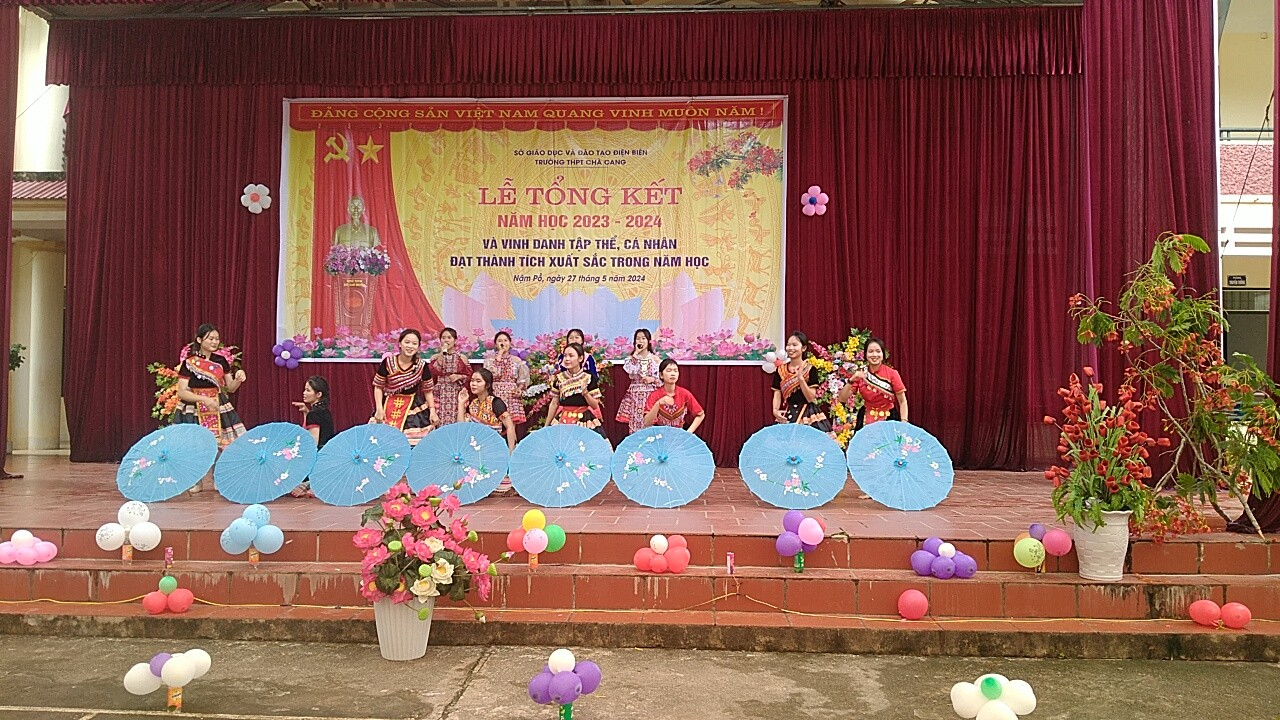 ĐẢNG CỘNG SẢN VIỆT NAM QUANG VINH MUÔN NĂM !
SỞ GIÁO DỤC VÀ ĐÀO TẠO ĐIỆN BIÊN
TRƯỜNG THPT CHÀ CANG
LỄ TỔNG KẾT
NĂM HỌC 2023 - 2024
VÀ VINH DANH TẬP THỂ, CÁ NHÂN
ĐẠT THÀNH TÍCH XUẤT SẮC TRONG NĂM HỌC
Nậm Pồ, ngày 27 tháng 5 năm 2024